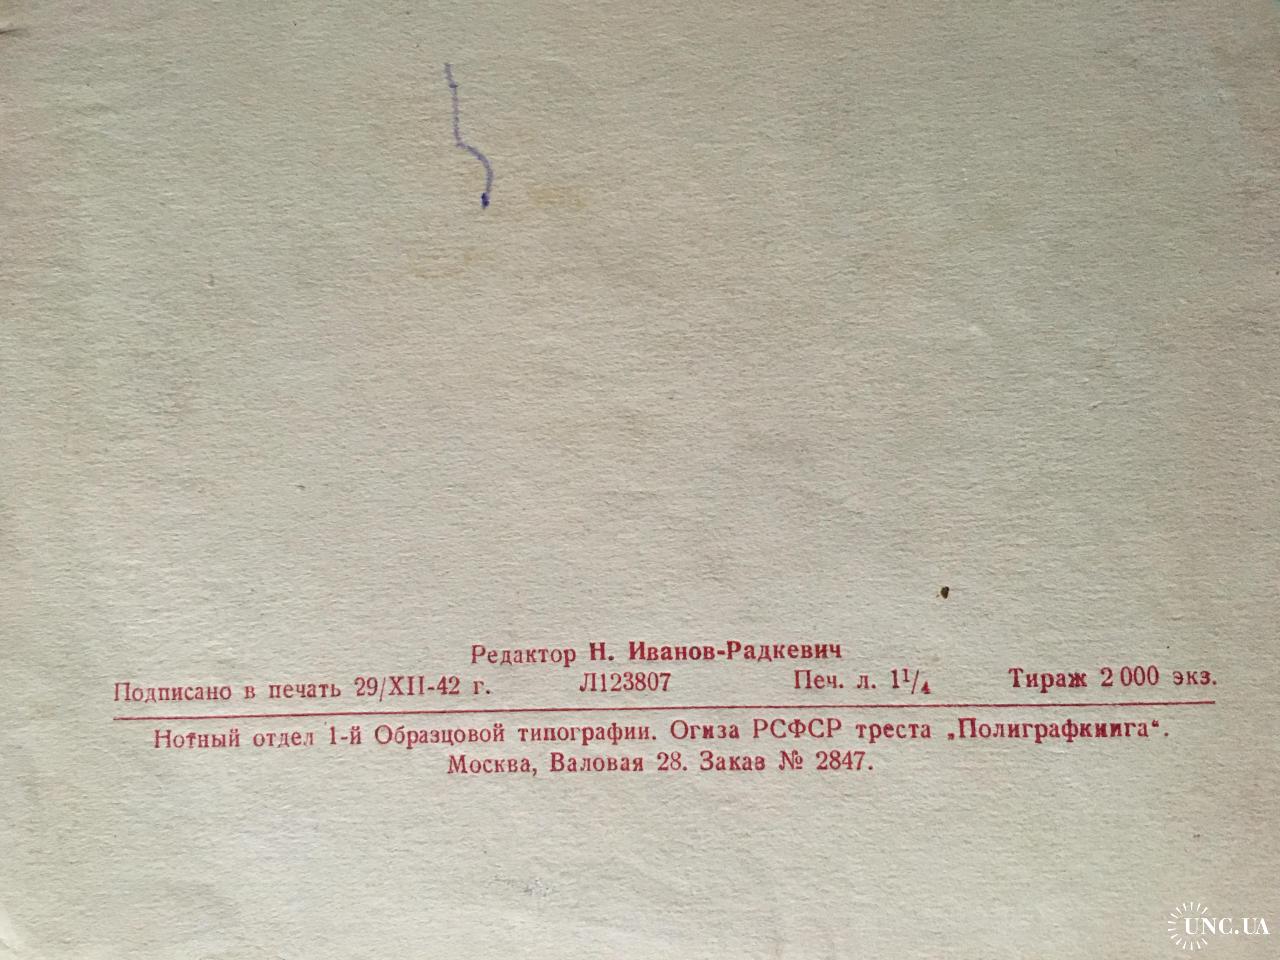 Редактор Н. Иванов-Радкевич
Подписано в печать 29/XII-42 г. Л123807 Печ. л. 1¹/₄ Тираж 2 000 экз.
Нотный отдел 1-й Образцовой типографии. Огиза РСФСР треста „Полиграфкнига“.
Москва, Валовая 28. Заказ № 2847.
UNC.UA